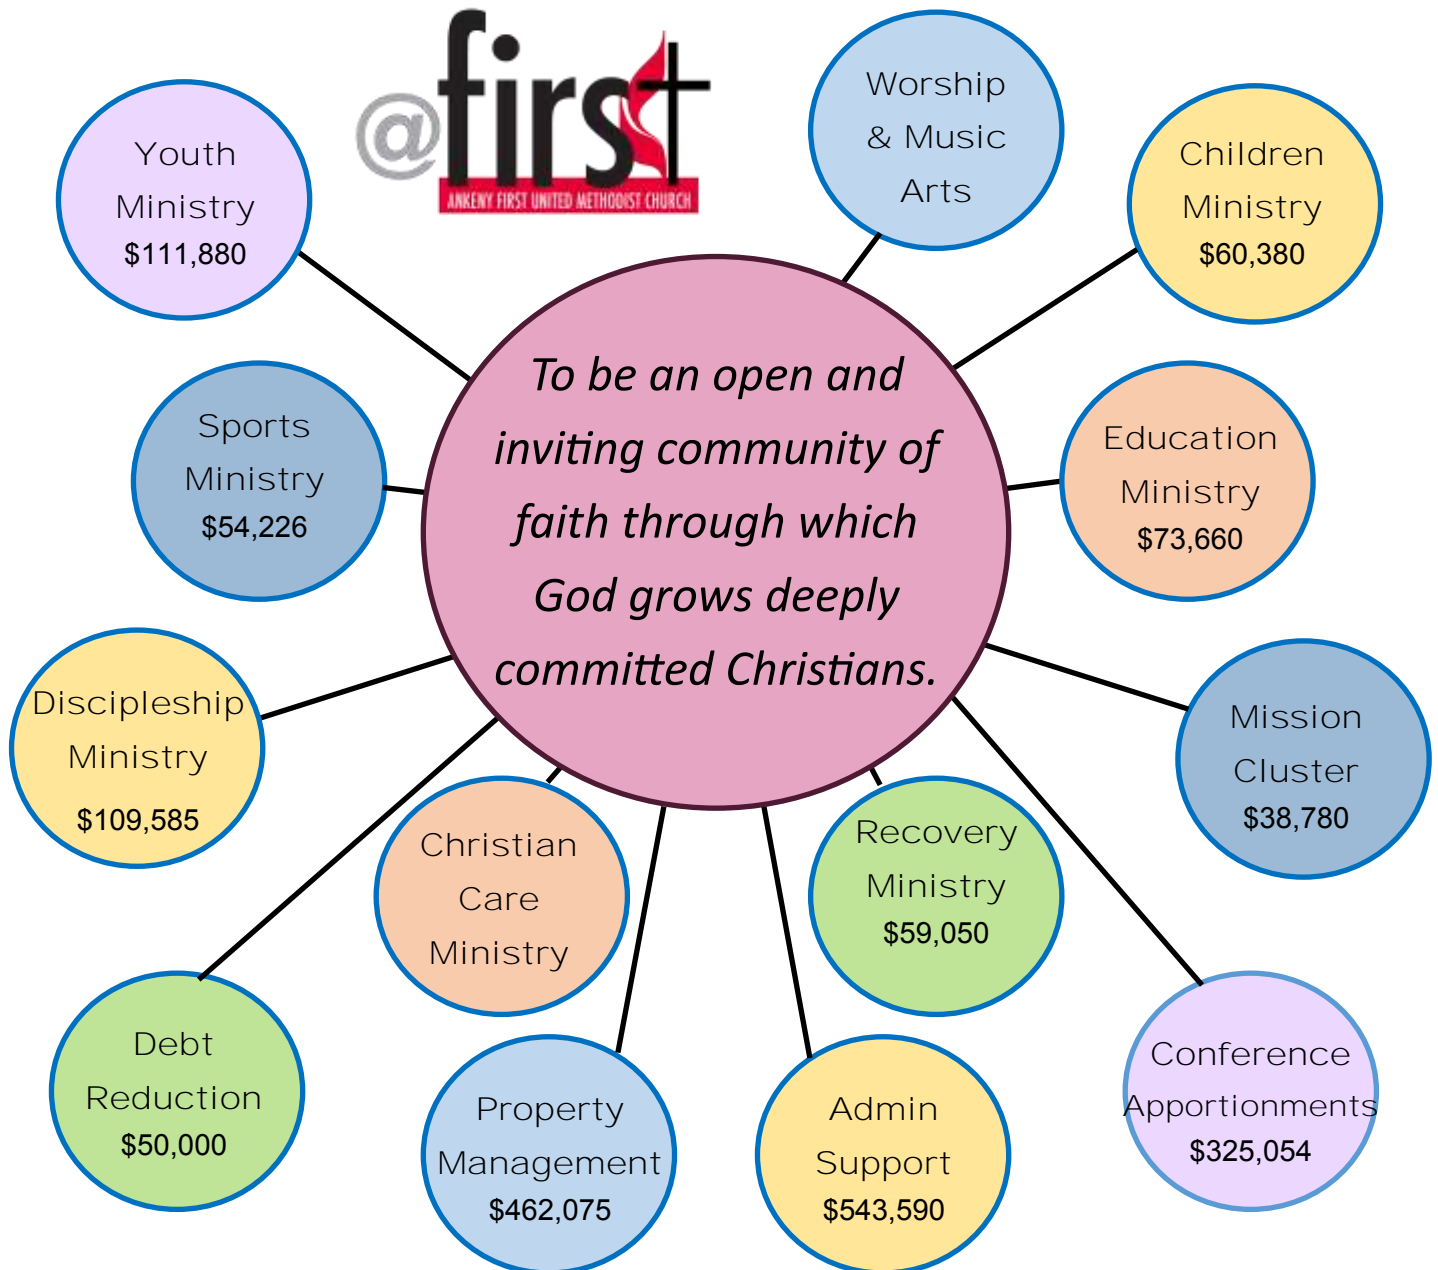 @first
ANKENY FIRST UNITED METHODIST CHURCH
Worship
& Music
Arts
Youth
Ministry
$111,880
Children
Ministry
$60,380
Sports
Ministry
$54,226
To be an open and
inviting community of
faith through which
God grows deeply
committed Christians.
Education
Ministry
$73,660
Discipleship
Ministry
$109,585
Mission
Cluster
$38,780
Christian
Care
Ministry
Recovery
Ministry
$59,050
Debt
Reduction
$50,000
Property
Management
$462,075
Admin
Support
$543,590
Conference
Apportionments
$325,054